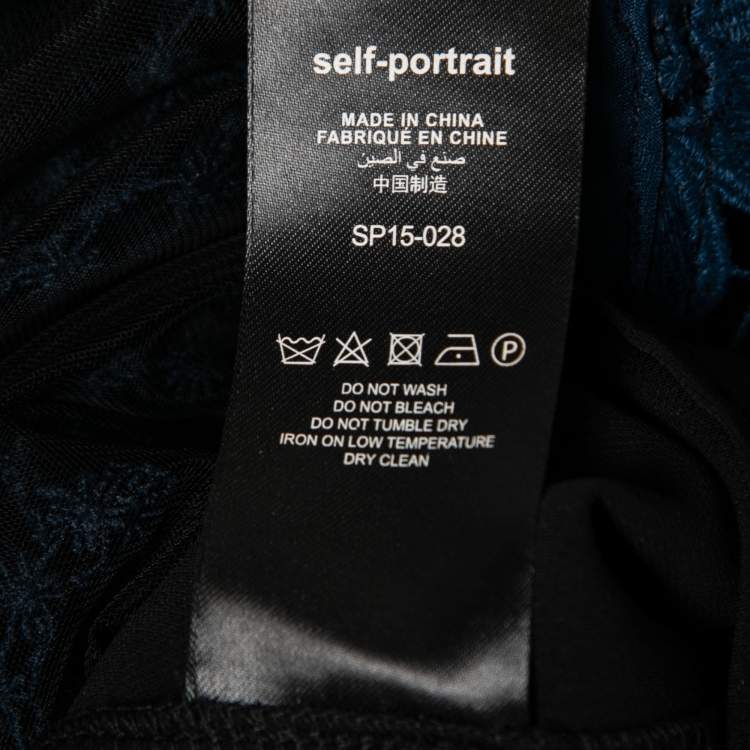 self-portrait
MADE IN CHINA
FABRIQUÉ EN CHINE
صنع في الصين
中国制造
SP15-028
P
DO NOT WASH
DO NOT BLEACH
DO NOT TUMBLE DRY
IRON ON LOW TEMPERATURE
DRY CLEAN